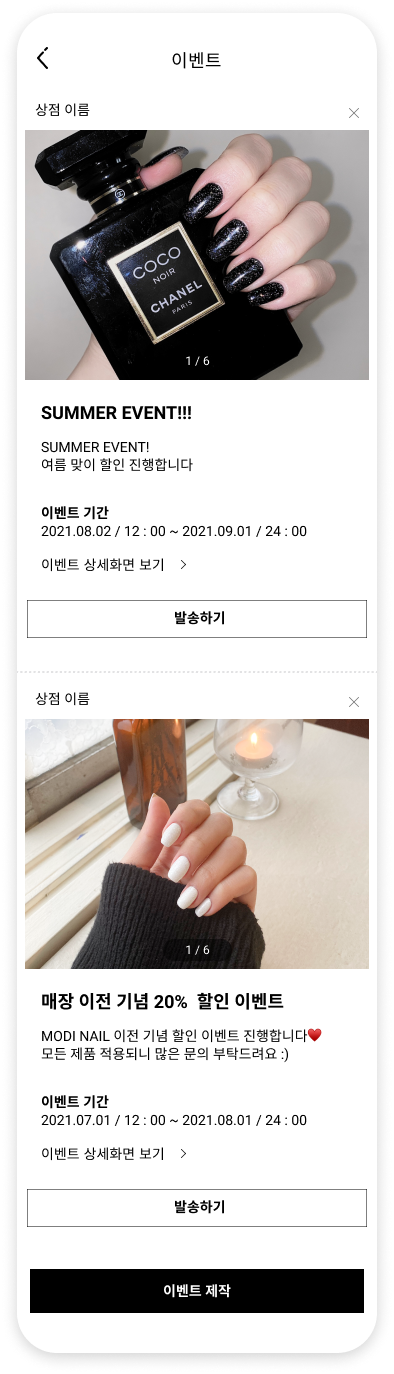 이벤트
상점 이름
COCO
NOIR
CHANEL
PARIS
1 / 6
SUMMER EVENT!!!
SUMMER EVENT!
여름 맞이 할인 진행합니다
이벤트 기간
2021.08.02 / 12 : 00 ~ 2021.09.01 / 24 : 00
이벤트 상세화면 보기
발송하기
상점 이름
1 / 6
매장 이전 기념 20%  할인 이벤트
MODI NAIL 이전 기념 할인 이벤트 진행합니다❤️
모든 제품 적용되니 많은 문의 부탁드려요 :)
이벤트 기간
2021.07.01 / 12 : 00 ~ 2021.08.01 / 24 : 00
이벤트 상세화면 보기
발송하기
이벤트 제작